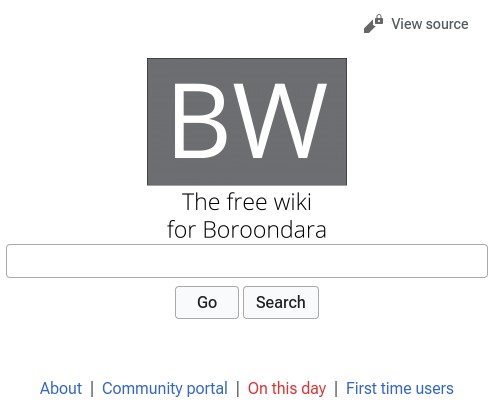 View source
BW
The free wiki
for Boroondara
Go Search
About | Community portal | On this day | First time users